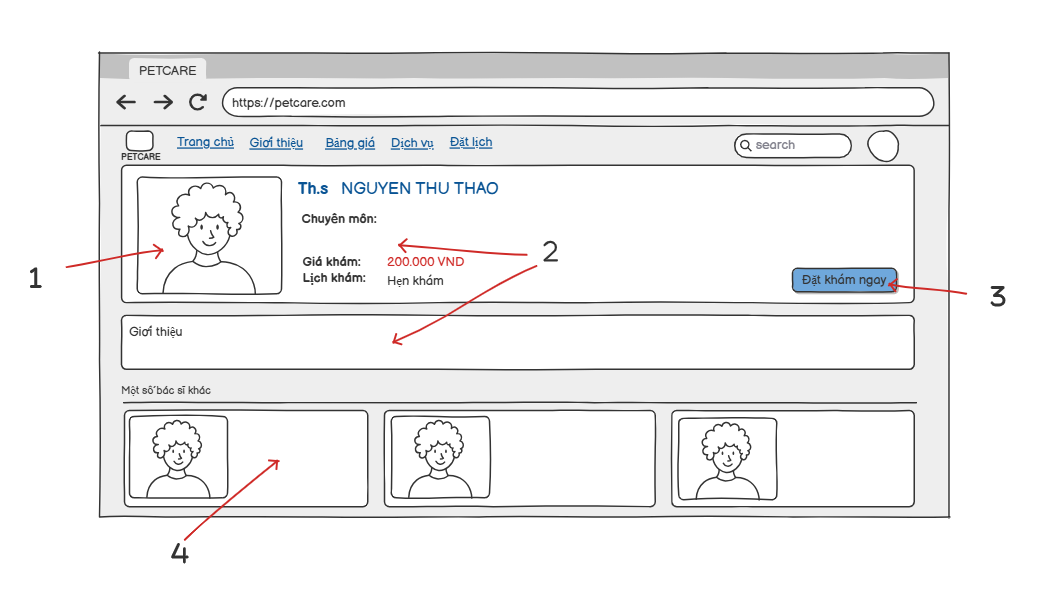 PETCARE
https://petcare.com
PETCARE
Trang chủ Giới thiệu Bảng giá Dịch vụ Đặt lịch
search
Th.s NGUYEN THU THAO
Chuyên môn:
2
1
Giá khám: 200.000 VND
Lịch khám: Hẹn khám
Đặt khám ngay
3
Giới thiệu
Một số bác sĩ khác
4